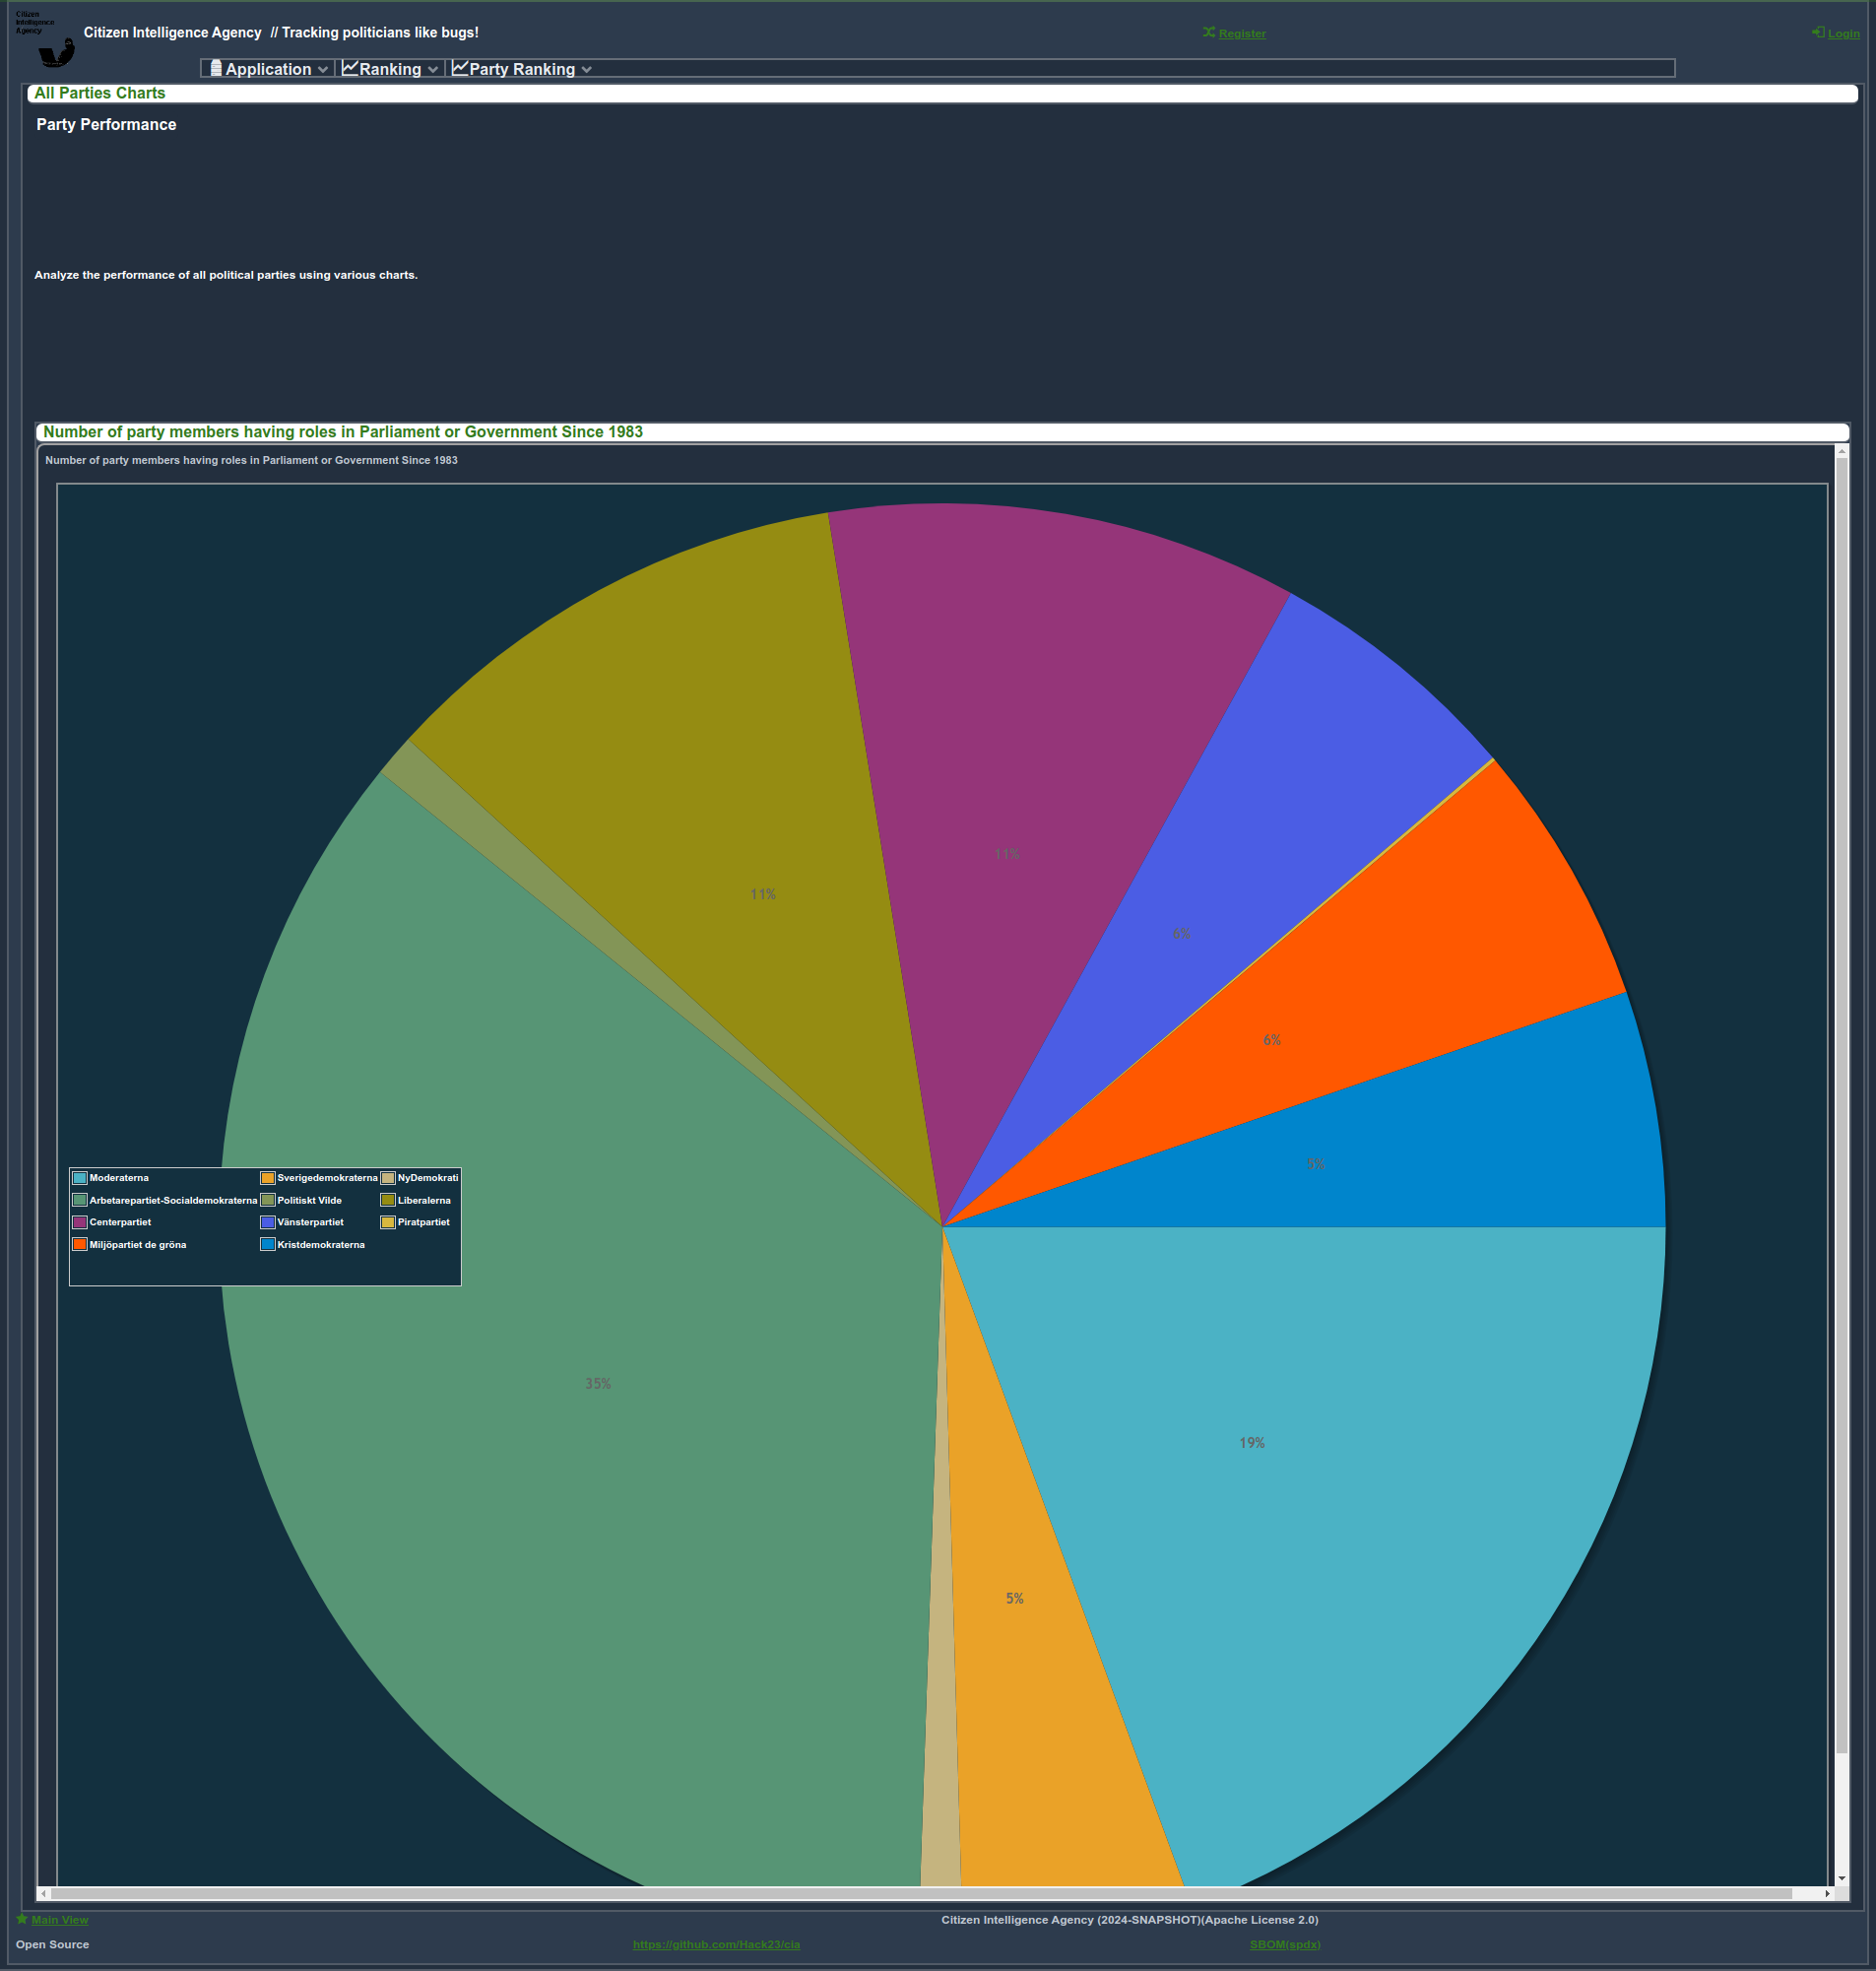 Citizen
Intelligence
Agency
Citizen Intelligence Agency // Tracking politicians like bugs!
Register
Login
Application
Ranking
Party Ranking
All Parties Charts
Party Performance
Analyze the performance of all political parties using various charts.
Number of party members having roles in Parliament or Government Since 1983
Number of party members having roles in Parliament or Government Since 1983
11%
11%
6%
6%
5%
Moderaterna
Sverigedemokraterna
NyDemokrati
Arbetarepartiet-Socialdemokraterna
Politiskt Vilde
Liberalerna
Centerpartiet
Vänsterpartiet
Piratpartiet
Miljöpartiet de gröna
Kristdemokraterna
35%
19%
5%
Main View
Citizen Intelligence Agency (2024-SNAPSHOT)(Apache License 2.0)
Open Source
https://github.com/Hack23/cia
SBOM(spdx)